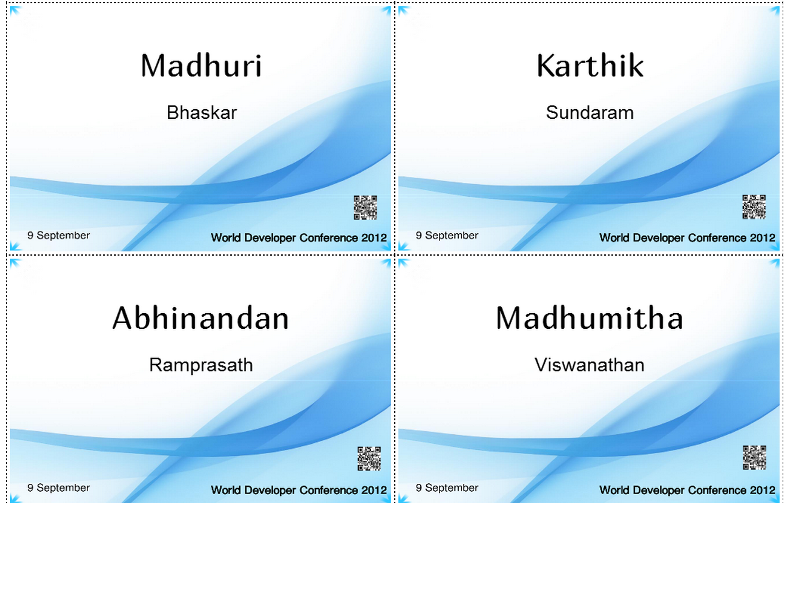 Madhuri
Bhaskar
9 September
World Developer Conference 2012
Karthik
Sundaram
9 September
World Developer Conference 2012
Abhinandan
Ramprasath
9 September
World Developer Conference 2012
Madhumitha
Viswanathan
9 September
World Developer Conference 2012